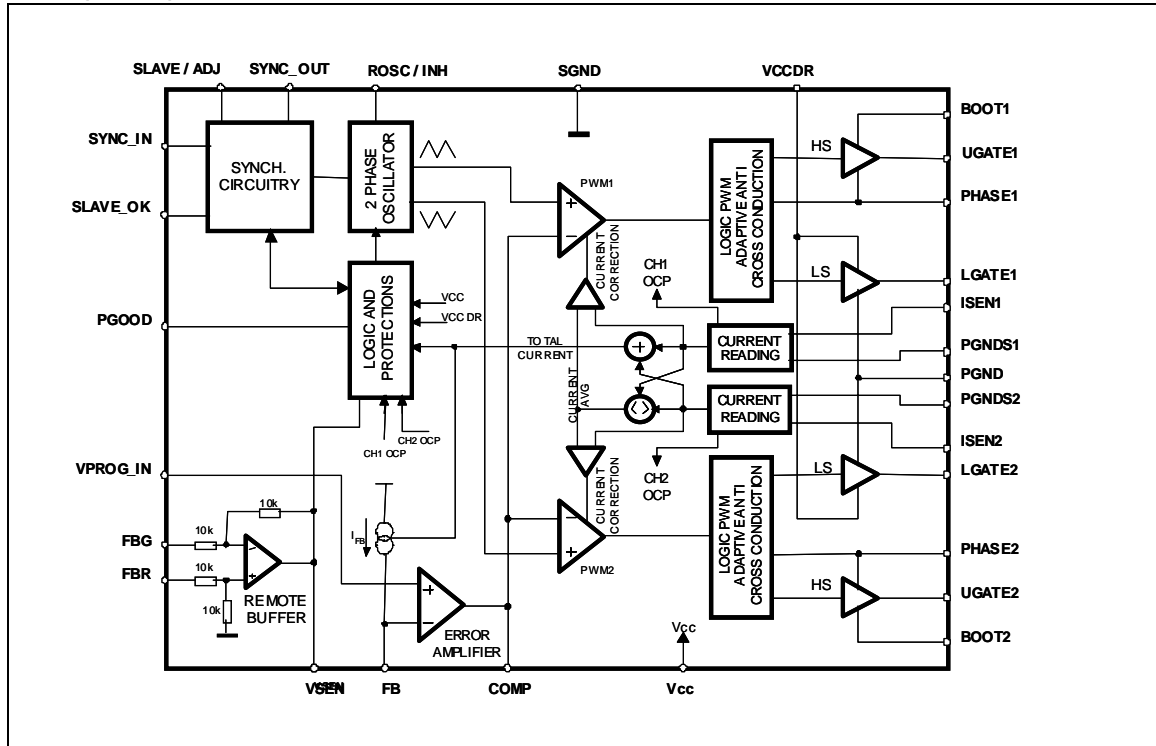 SLAVE / ADJ
SYNC_OUT
ROSC / INH
SGND
VCCDR
SYNC_IN
SLAVE_OK
PGOOD
VPROG_IN
FBG
FBR
SYNCH.
CIRCUITRY
2 PHASE
OSCILLATOR
LOGIC AND
PROTECTIONS
VCC
VCC DR
TOTAL
CURRENT
CH1 OCP
CH2 OCP
10k
10k
10k
10k
-
+
REMOTE
BUFFER
IFB
+
-
ERROR
AMPLIFIER
PWM1
+
-
CURRENT
CORRECTION
CH1
OCP
+
CURRENT
AVG
< >
CURRENT
READING
CURRENT
READING
CH2
OCP
CURRENT
CORRECTION
-
+
PWM2
LOGIC PWM
ADAPTIVE ANTI
CROSS CONDUCTION
HS
LS
LOGIC PWM
ADAPTIVE ANTI
CROSS CONDUCTION
LS
HS
Vcc
BOOT1
UGATE1
PHASE1
LGATE1
ISEN1
PGNDS1
PGND
PGNDS2
ISEN2
LGATE2
PHASE2
UGATE2
BOOT2
VSEN
FB
COMP
Vcc